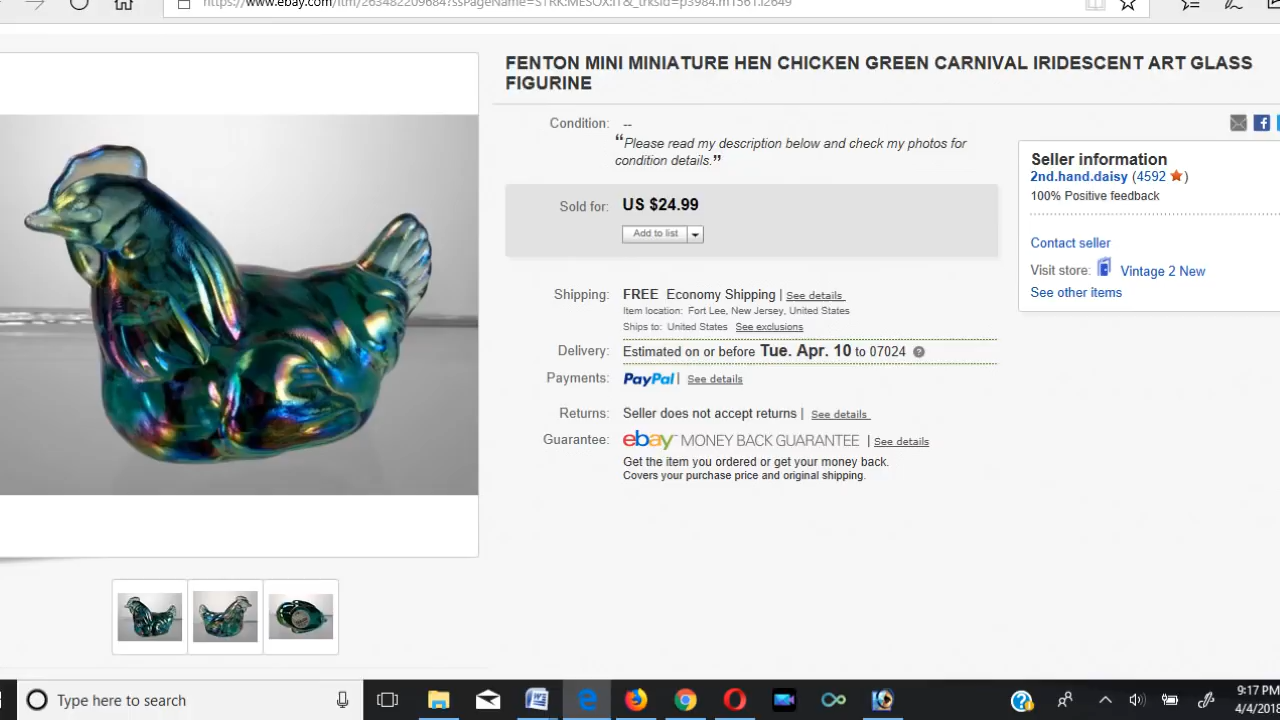 https://www.ebay.com/itm/263482209684?ssPageName=STRK:MESOX:IT&_trksid=p3984.m1561.l2649
FENTON MINI MINIATURE HEN CHICKEN GREEN CARNIVAL IRIDESCENT ART GLASS
FIGURINE
Condition: --
“Please read my description below and check my photos for
condition details.”
Sold for: US $24.99
Add to list
Shipping: FREE Economy Shipping | See details
Item location: Fort Lee, New Jersey, United States
Ships to: United States See exclusions
Delivery: Estimated on or before Tue. Apr. 10 to 07024 ?
Payments: PayPal | See details
Returns: Seller does not accept returns | See details
Guarantee: ebay MONEY BACK GUARANTEE | See details
Get the item you ordered or get your money back.
Covers your purchase price and original shipping.
Seller information
2nd.hand.daisy (4592 )
100% Positive feedback
Contact seller
Visit store: Vintage 2 New
See other items
Type here to search
9:17 PM
4/4/2018